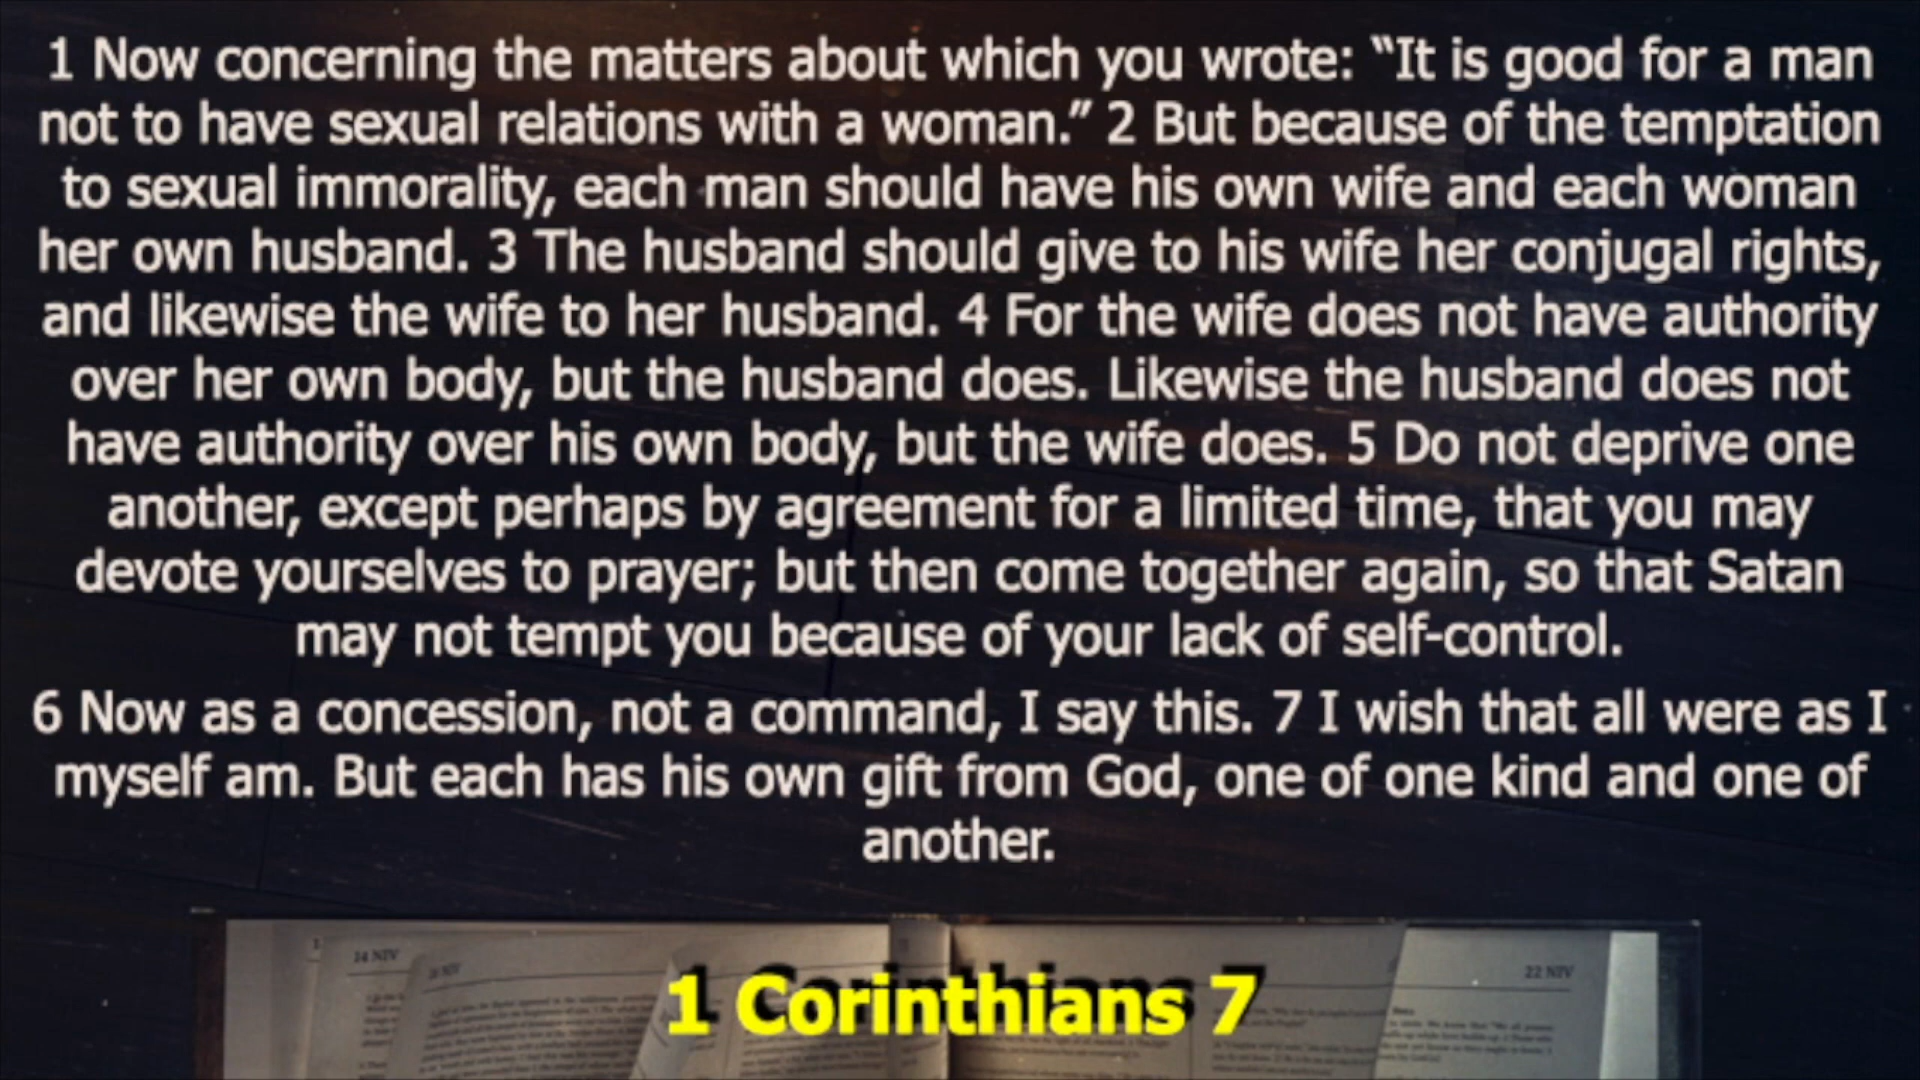 1 Now concerning the matters about which you wrote: “It is good for a man
not to have sexual relations with a woman.” 2 But because of the temptation
to sexual immorality, each man should have his own wife and each woman
her own husband. 3 The husband should give to his wife her conjugal rights,
and likewise the wife to her husband. 4 For the wife does not have authority
over her own body, but the husband does. Likewise the husband does not
have authority over his own body, but the wife does. 5 Do not deprive one
another, except perhaps by agreement for a limited time, that you may
devote yourselves to prayer; but then come together again, so that Satan
may not tempt you because of your lack of self-control.
6 Now as a concession, not a command, I say this. 7 I wish that all were as I
myself am. But each has his own gift from God, one of one kind and one of
another.
14 NIV
22 NIV
1 Corinthians 7